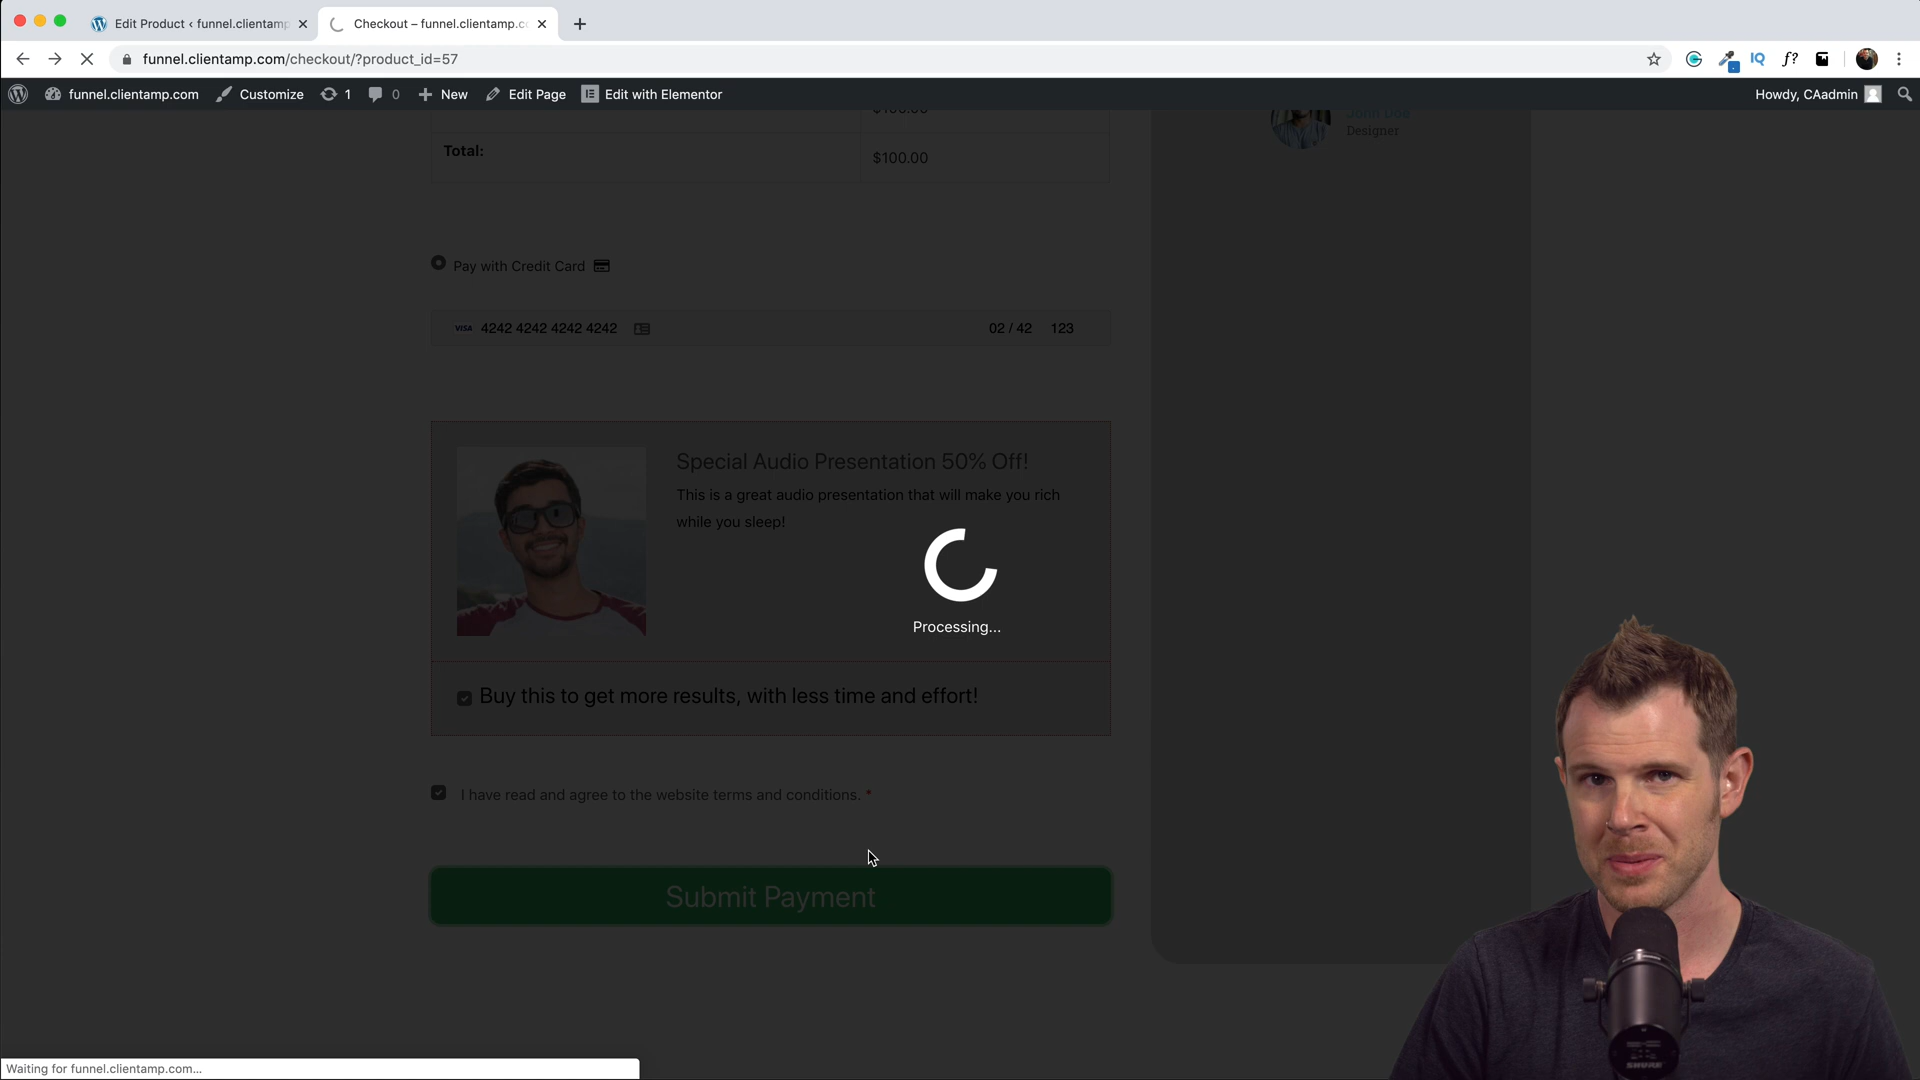 Edit Product ‹ funnel.clientamp
Checkout – funnel.clientamp.c
funnel.clientamp.com/checkout/?product_id=57
IQ
f?
funnel.clientamp.com
Customize
1
0
New
Edit Page
Edit with Elementor
Howdy, CAadmin
John Doe
Designer
Total:
$100.00
Pay with Credit Card
VISA 4242 4242 4242 4242
02 / 42
123
Special Audio Presentation 50% Off!
This is a great audio presentation that will make you rich
while you sleep!
Processing...
Buy this to get more results, with less time and effort!
I have read and agree to the website terms and conditions. *
Submit Payment
Waiting for funnel.clientamp.com...
SHURE